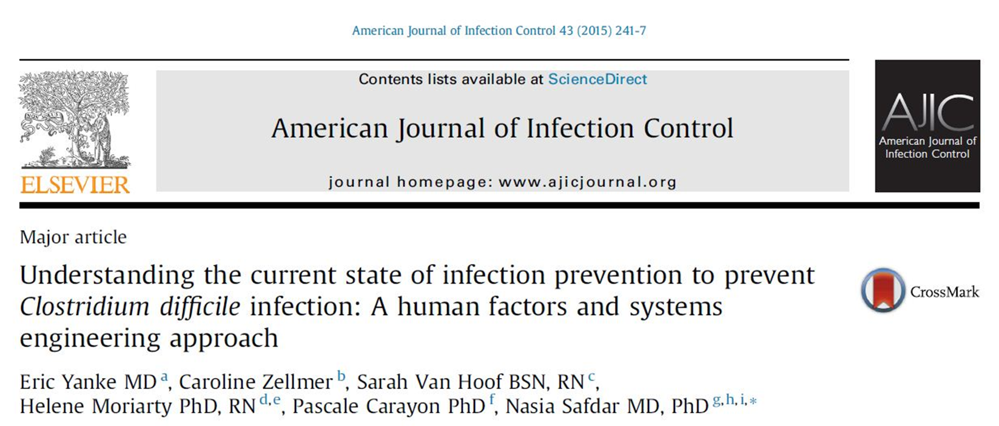 American Journal of Infection Control 43 (2015) 241-7
Contents lists available at ScienceDirect
American Journal of Infection Control
journal homepage: www.ajicjournal.org
ELSEVIER
AJIC
American Journal of
Infection Control
Major article
Understanding the current state of infection prevention to prevent
Clostridium difficile infection: A human factors and systems
engineering approach
CrossMark
Eric Yanke MD a, Caroline Zellmer b, Sarah Van Hoof BSN, RN c,
Helene Moriarty PhD, RN d,e, Pascale Carayon PhD f, Nasia Safdar MD, PhD g,h,i,*